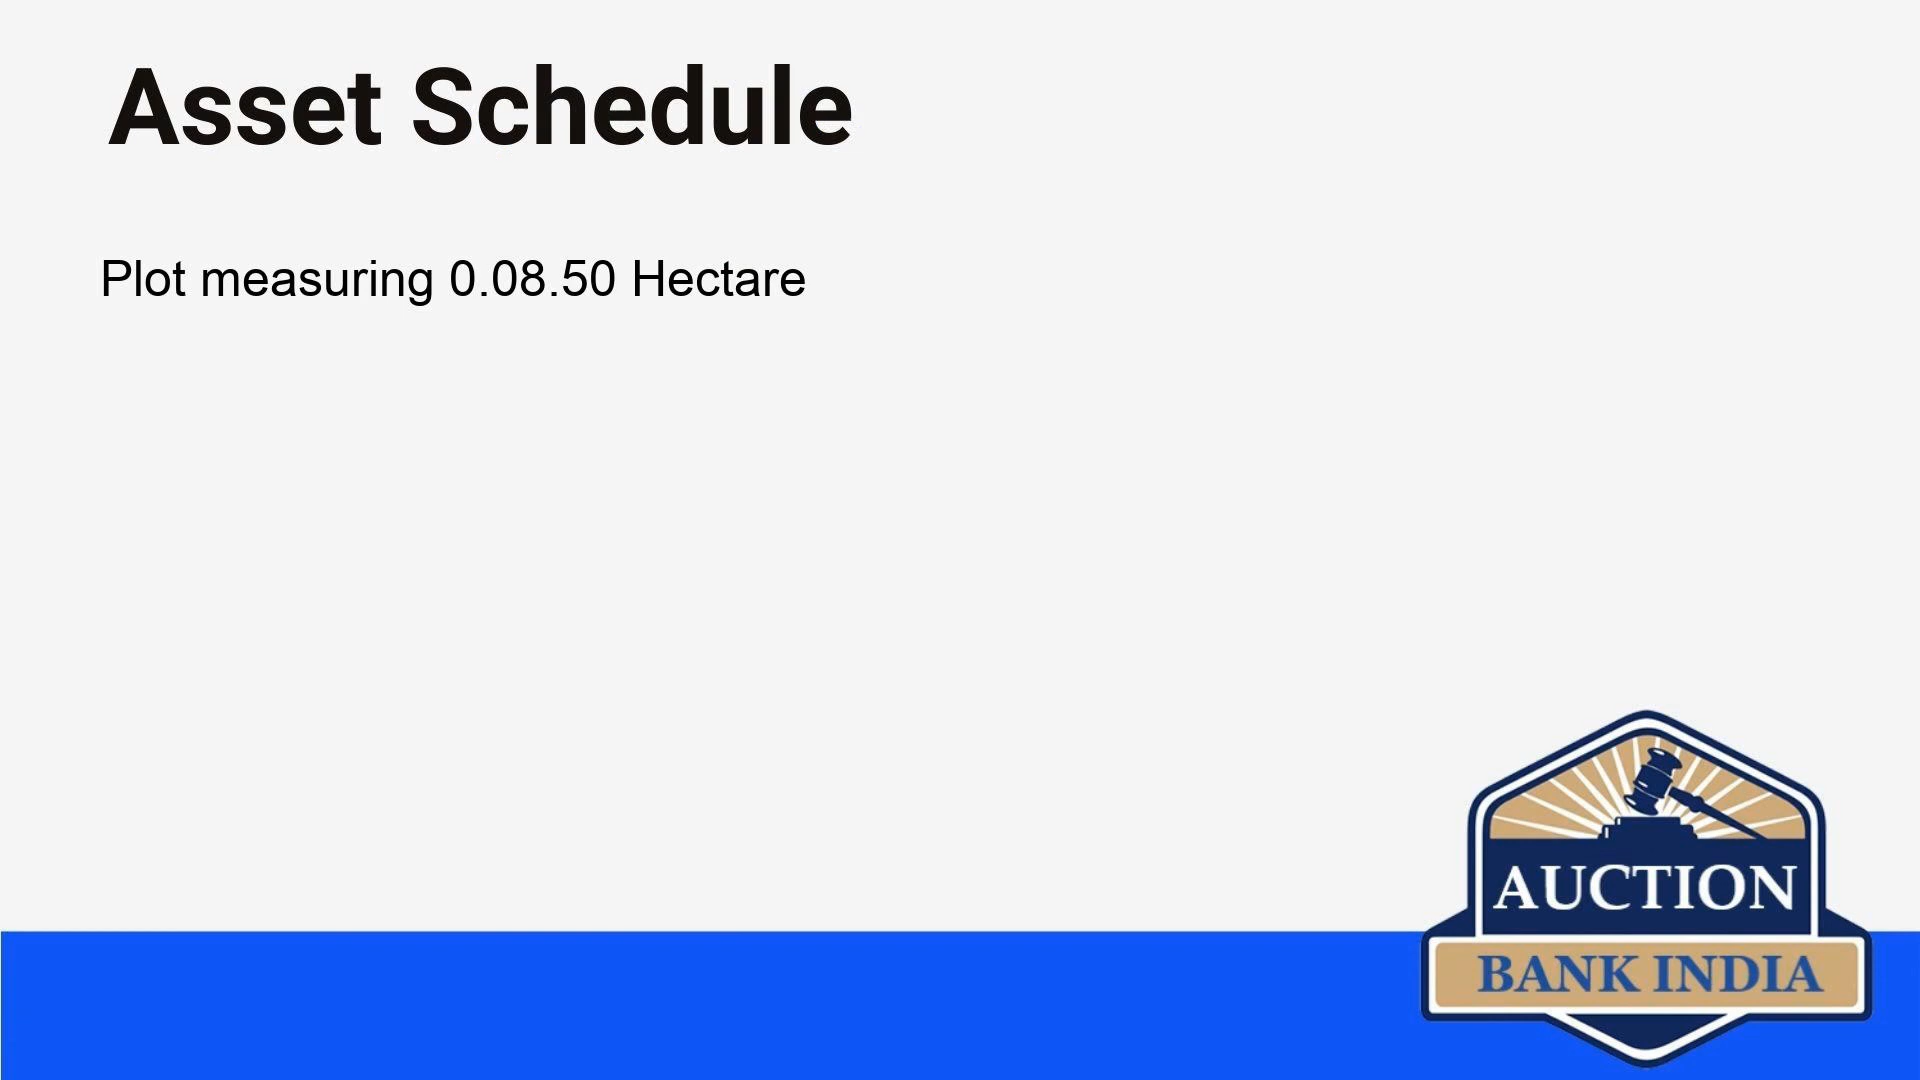 Asset Schedule
Plot measuring 0.08.50 Hectare
AUCTION
BANK INDIA